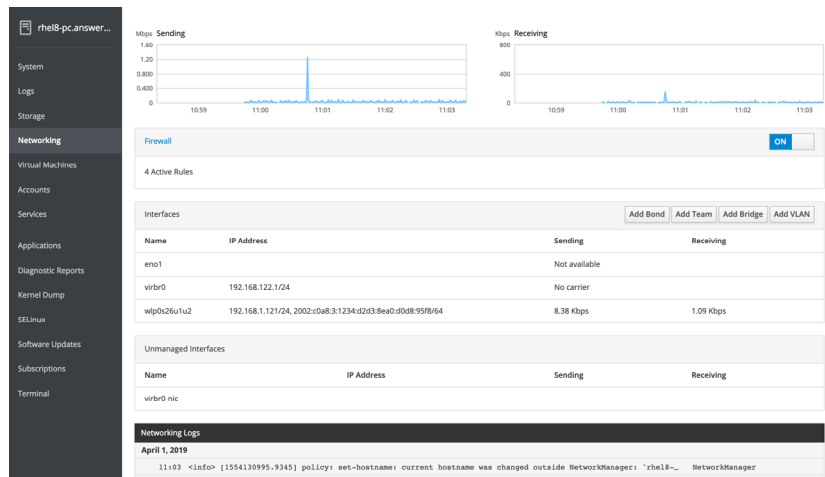 rhel8-pc.answer...
System
Logs
Storage
Networking
Virtual Machines
Accounts
Services
Applications
Diagnostic Reports
Kernel Dump
SELinux
Software Updates
Subscriptions
Terminal
Mbps Sending
1.60
1.20
0.800
0.400
0
10:59 11:00 11:01 11:02 11:03
Kbps Receiving
800
400
0
10:59 11:00 11:01 11:02 11:03
Firewall ON
4 Active Rules
Interfaces Add Bond Add Team Add Bridge Add VLAN
Name IP Address Sending Receiving
eno1 Not available
virbr0 192.168.122.1/24 No carrier
wlp0s26u1u2 192.168.1.121/24, 2002:c0a8:3:1234:d2d3:8ea0:d0d8:95f8/64 8.38 Kbps 1.09 Kbps
Unmanaged Interfaces
Name IP Address Sending Receiving
virbr0-nic
Networking Logs
April 1, 2019
11:03 <info> [1554130995.9345] policy: set-hostname: current hostname was changed outside NetworkManager: 'rhel8-… NetworkManager